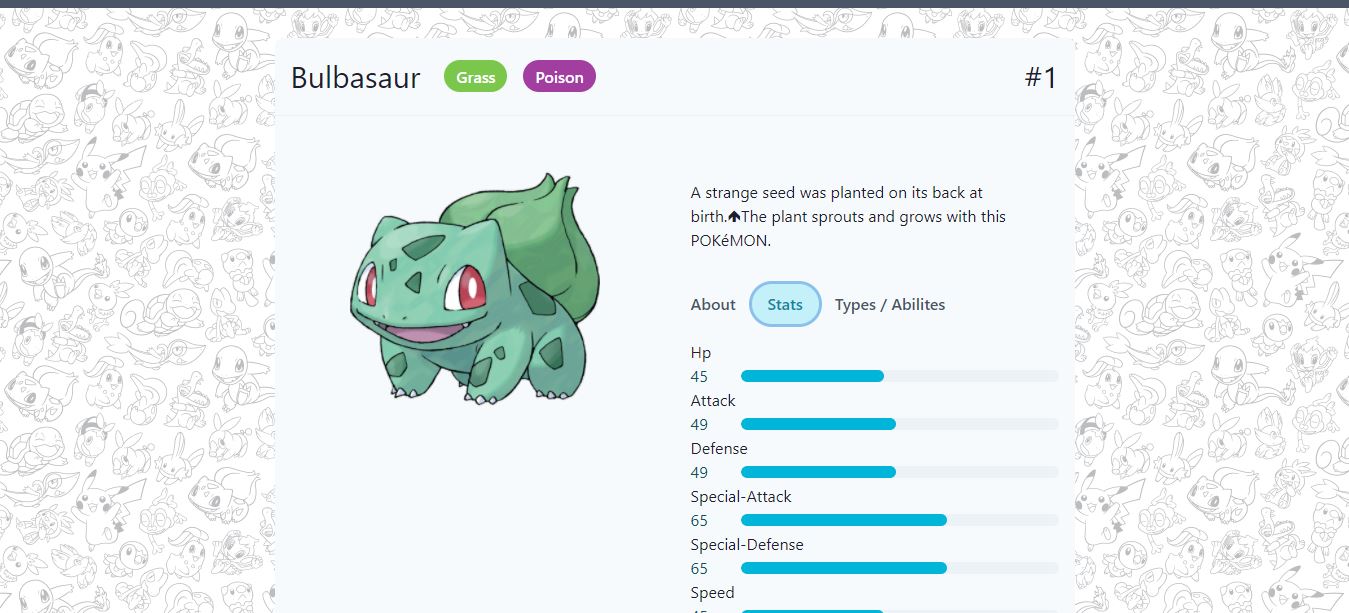 Bulbasaur Grass Poison #1
A strange seed was planted on its back at
birth.🡅The plant sprouts and grows with this
POKéMON.
About Stats Types / Abilites
Hp
45
Attack
49
Defense
49
Special-Attack
65
Special-Defense
65
Speed